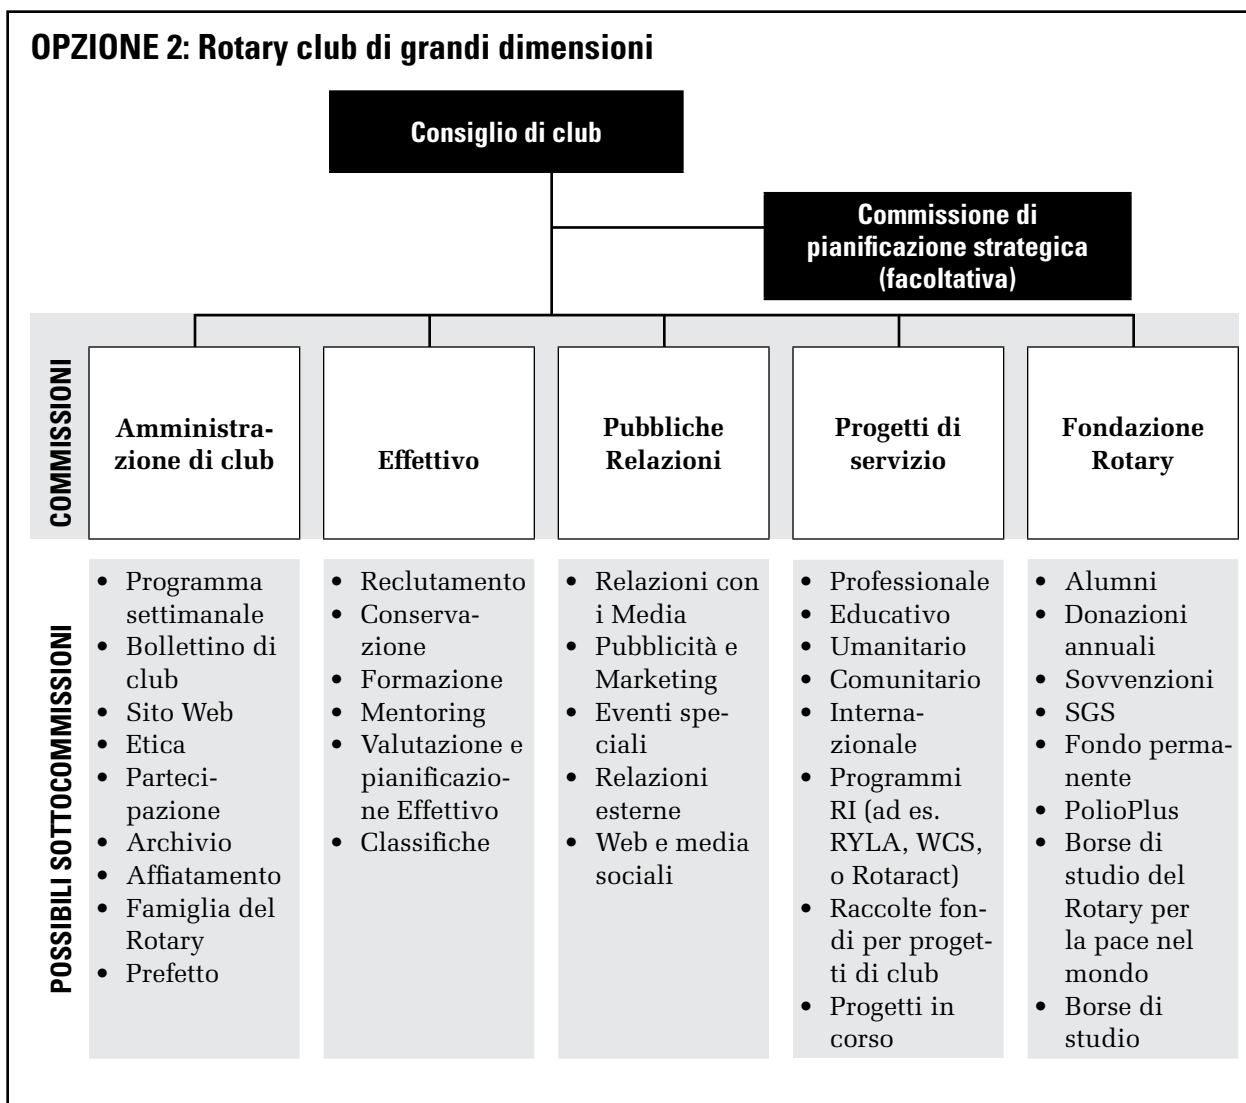 OPZIONE 2: Rotary club di grandi dimensioni
Consiglio di club
Commissione di
pianificazione strategica
(facoltativa)
COMMISSIONI
Amministra-
zione di club
Effettivo
Pubbliche
Relazioni
Progetti di
servizio
Fondazione
Rotary
POSSIBILI SOTTOCOMMISSIONI
• Programma
settimanale
• Bollettino di
club
• Sito Web
• Etica
• Parteci-
pazione
• Archivio
• Affiatamento
• Famiglia del
Rotary
• Prefetto
• Reclutamento
• Conserva-
zione
• Formazione
• Mentoring
• Valutazione e
pianificazio-
ne Effettivo
• Classifiche
• Relazioni con
i Media
• Pubblicità e
Marketing
• Eventi spe-
ciali
• Relazioni
esterne
• Web e media
sociali
• Professionale
• Educativo
• Umanitario
• Comunitario
• Interna-
zionale
• Programmi
RI (ad es.
RYLA, WCS,
o Rotaract)
• Raccolte fon-
di per proget-
ti di club
• Progetti in
corso
• Alumni
• Donazioni
annuali
• Sovvenzioni
• SGS
• Fondo perma-
nente
• PolioPlus
• Borse di
studio del
Rotary per
la pace nel
mondo
• Borse di
studio